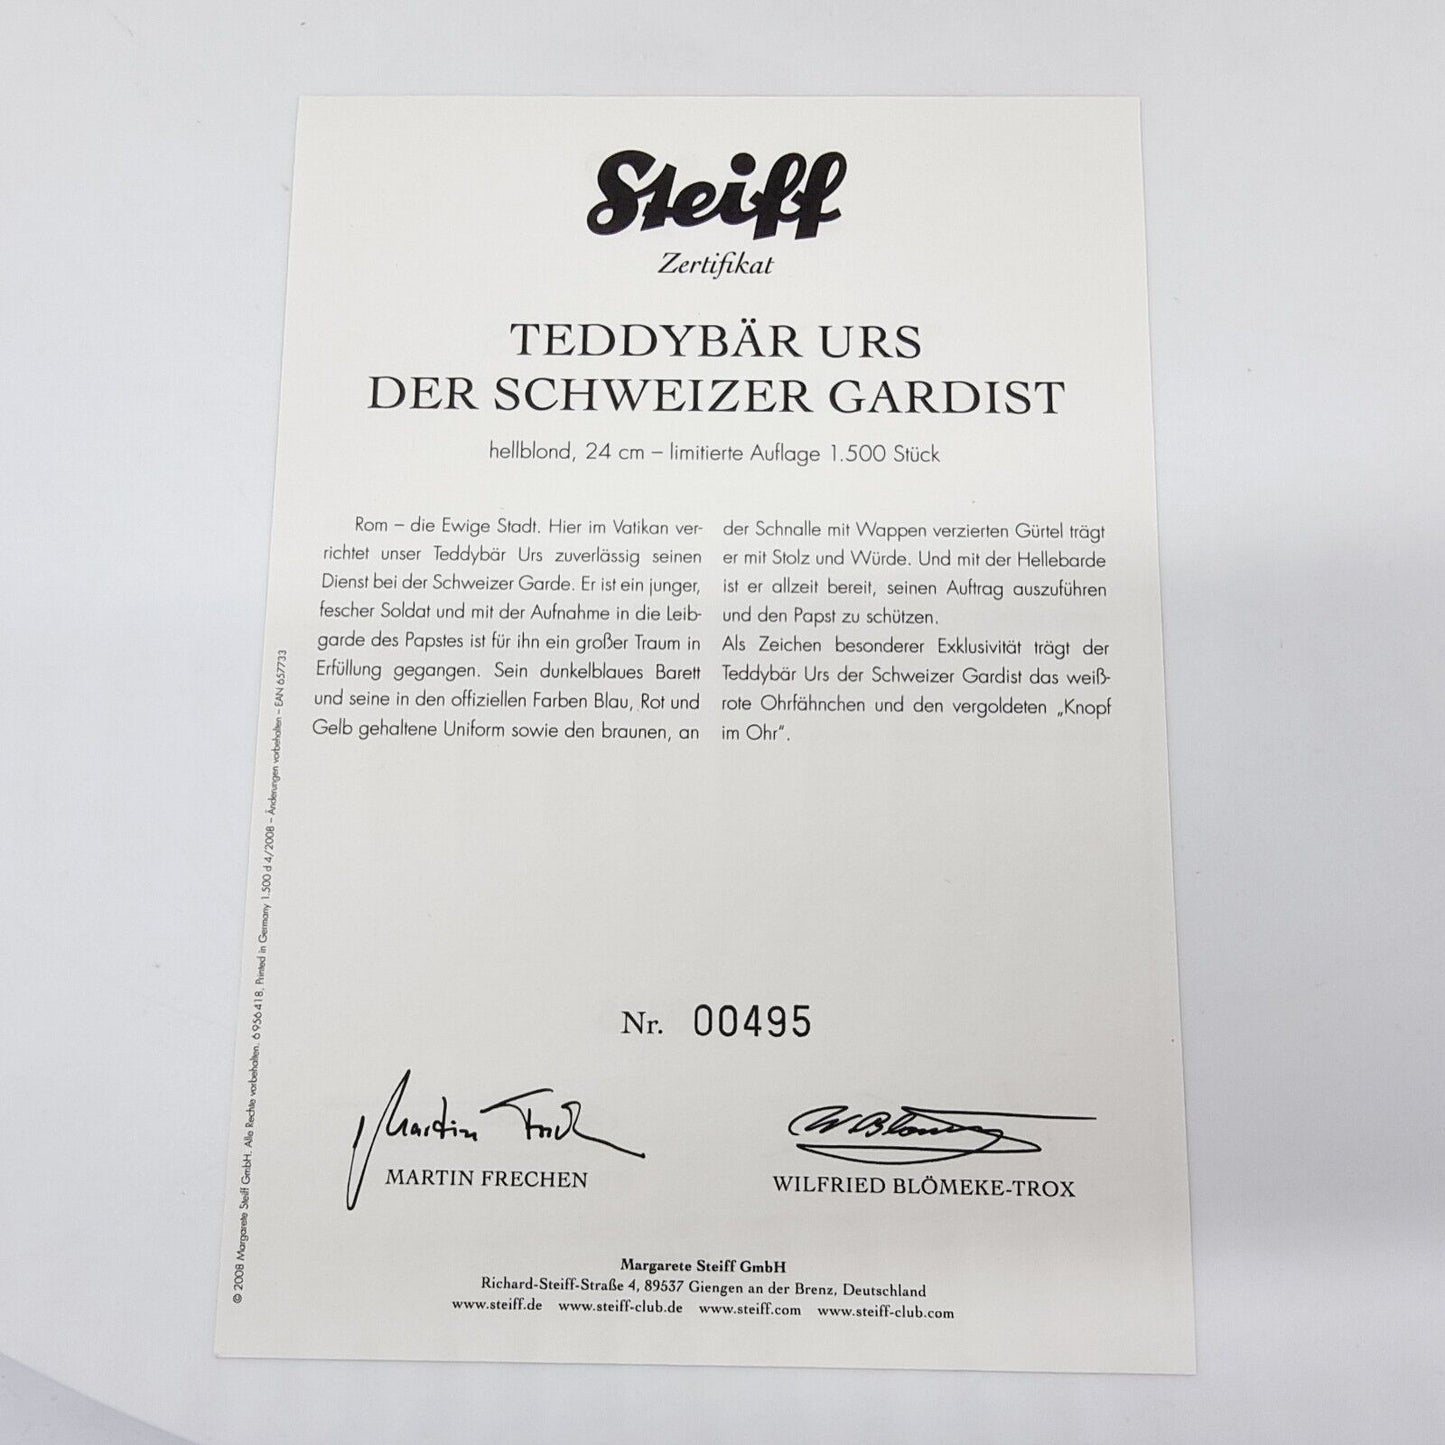 Steiff
Zertifikat
TEDDYBÄR URS
DER SCHWEIZER GARDIST
hellblond, 24 cm – limitierte Auflage 1.500 Stück
Rom – die Ewige Stadt. Hier im Vatikan ver-
richtet unser Teddybär Urs zuverlässig seinen
Dienst bei der Schweizer Garde. Er ist ein junger,
fescher Soldat und mit der Aufnahme in die Leib-
garde des Papstes ist für ihn ein großer Traum in
Erfüllung gegangen. Sein dunkelblaues Barett
und seine in den offiziellen Farben Blau, Rot und
Gelb gehaltene Uniform sowie den braunen, an
der Schnalle mit Wappen verzierten Gürtel trägt
er mit Stolz und Würde. Und mit der Hellebarde
ist er allzeit bereit, seinen Auftrag auszuführen
und den Papst zu schützen.
Als Zeichen besonderer Exklusivität trägt der
Teddybär Urs der Schweizer Gardist das weiß-
rote Ohrfähnchen und den vergoldeten „Knopf
im Ohr“.
© 2008 Margarete Steiff GmbH. Alle Rechte vorbehalten. 6 956 418. Printed in Germany 1.500 d 4/2008 – Änderungen vorbehalten – EAN 657733
Nr. 00495
Martin Frechen
W Blömeke
MARTIN FRECHEN
WILFRIED BLÖMEKE-TROX
Margarete Steiff GmbH
Richard-Steiff-Straße 4, 89537 Giengen an der Brenz, Deutschland
www.steiff.de www.steiff-club.de www.steiff.com www.steiff-club.com